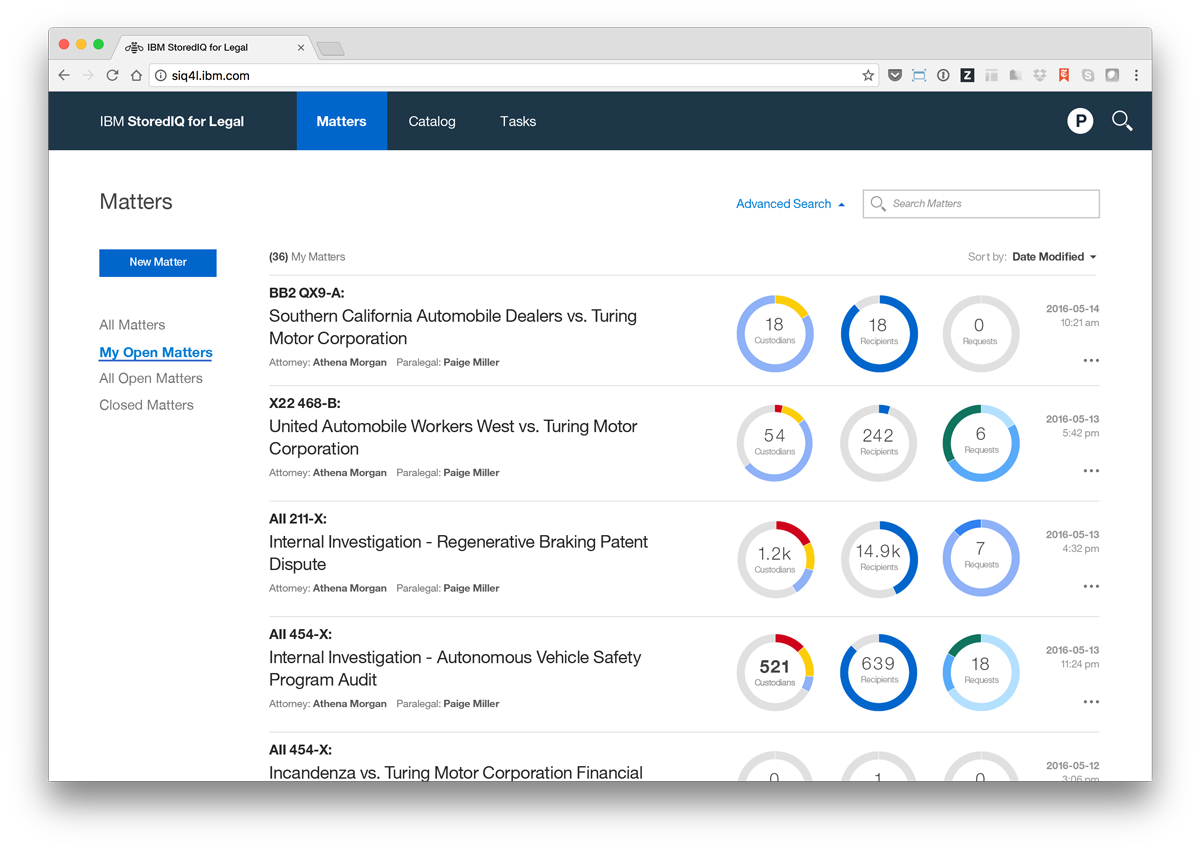 IBM StoredIQ for Legal
siq4l.ibm.com
IBM StoredIQ for Legal
Matters
Catalog
Tasks
P
Matters
Advanced Search
Search Matters
New Matter
(36) My Matters
Sort by: Date Modified
All Matters
My Open Matters
All Open Matters
Closed Matters
BB2 QX9-A:
Southern California Automobile Dealers vs. Turing
Motor Corporation
Attorney: Athena Morgan Paralegal: Paige Miller
18
Custodians
18
Recipients
0
Requests
2016-05-14
10:21 am
X22 468-B:
United Automobile Workers West vs. Turing Motor
Corporation
Attorney: Athena Morgan Paralegal: Paige Miller
54
Custodians
242
Recipients
6
Requests
2016-05-13
5:42 pm
All 211-X:
Internal Investigation - Regenerative Braking Patent
Dispute
Attorney: Athena Morgan Paralegal: Paige Miller
1.2k
Custodians
14.9k
Recipients
7
Requests
2016-05-13
4:32 pm
All 454-X:
Internal Investigation - Autonomous Vehicle Safety
Program Audit
Attorney: Athena Morgan Paralegal: Paige Miller
521
Custodians
639
Recipients
18
Requests
2016-05-13
11:24 pm
All 454-X:
Incandenza vs. Turing Motor Corporation Financial
0
1
0
2016-05-12
3:06 pm